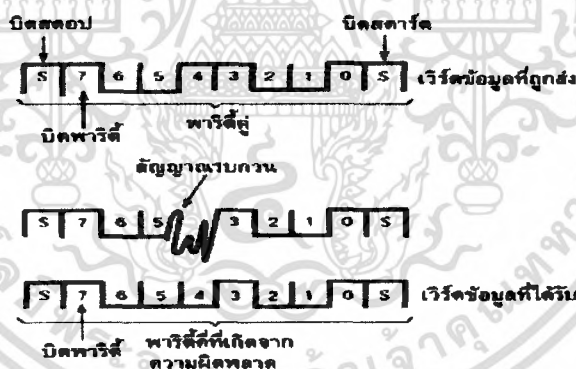 บิตสตอป บิตสตาร์ต
S 7 6 5 4 3 2 1 0 S เวิร์ดข้อมูลที่ถูกส่ง
บิตพาริตี้ พาริตี้คู่
สัญญาณรบกวน
S 7 6 5 3 2 1 0 S
S 7 6 5 4 3 2 1 0 S เวิร์ดข้อมูลที่ได้รับ
บิตพาริตี้ พาริตี้คี่ที่เกิดจาก
ความผิดพลาด